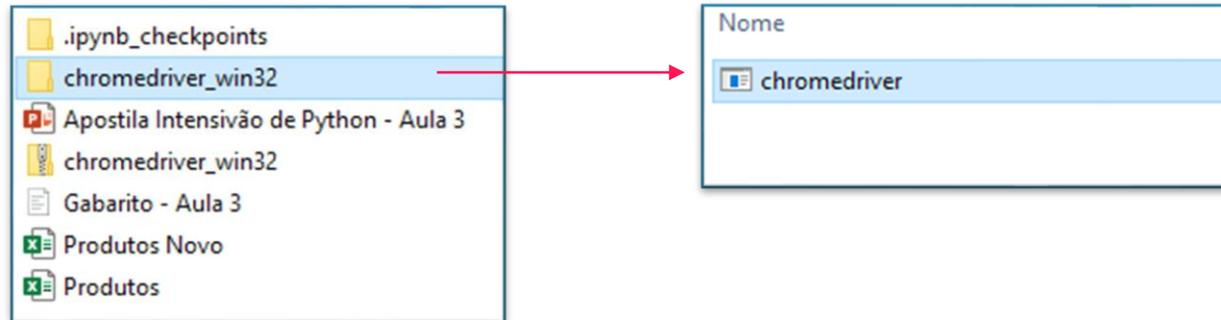 .ipynb_checkpoints
chromedriver_win32
Apostila Intensivão de Python - Aula 3
chromedriver_win32
Gabarito - Aula 3
Produtos Novo
Produtos
Nome
chromedriver